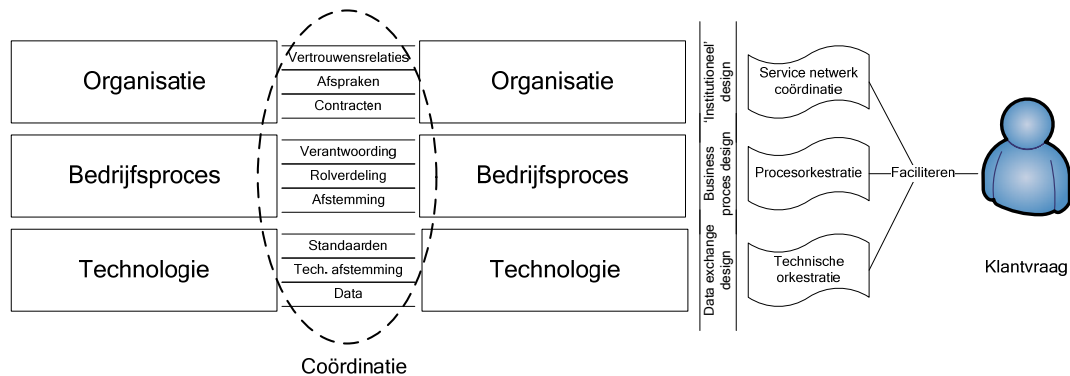 Organisatie
Vertrouwensrelaties
Afspraken
Contracten
Organisatie
'Institutioneel'
design
Service netwerk
coördinatie
Bedrijfsproces
Verantwoording
Rolverdeling
Afstemming
Bedrijfsproces
Business
proces design
Procesorkestratie
Faciliteren
Technologie
Standaarden
Tech. afstemming
Data
Technologie
Data exchange
design
Technische
orkestratie
Klantvraag
Coördinatie